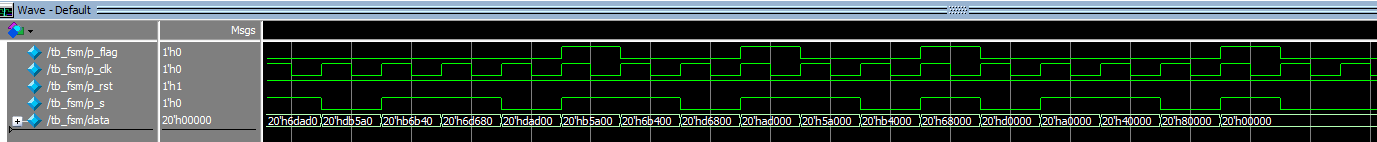 Wave - Default
Msgs
/tb_fsm/p_flag 1'h0
/tb_fsm/p_clk 1'h0
/tb_fsm/p_rst 1'h1
/tb_fsm/p_s 1'h0
/tb_fsm/data 20'h00000 20'h6dad0 20'hdb5a0 20'hb6b40 20'h6d680 20'hdad00 20'hb5a00 20'h6b400 20'hd6800 20'had000 20'h5a000 20'hb4000 20'h68000 20'hd0000 20'ha0000 20'h40000 20'h80000 20'h00000